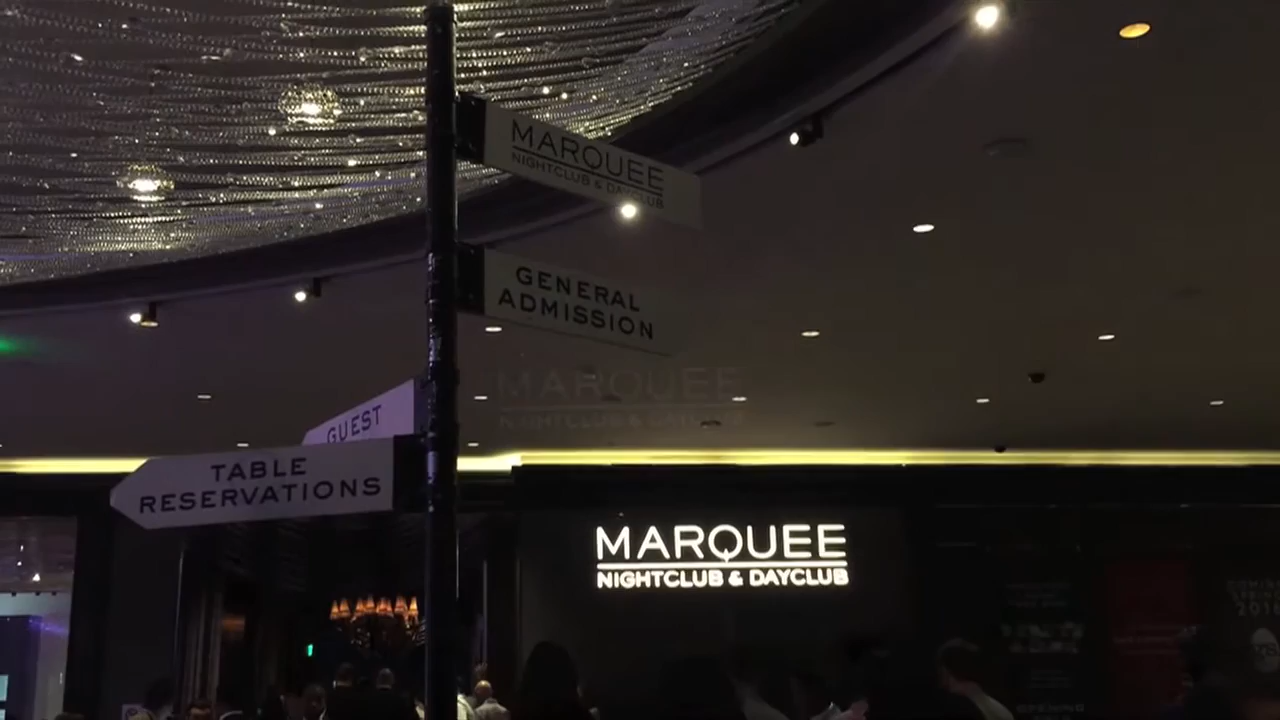 MARQUEE
NIGHTCLUB & DAYCLUB
GENERAL
ADMISSION
MARQUEE
NIGHTCLUB & DAYCLUB
GUEST
TABLE
RESERVATIONS
MARQUEE
NIGHTCLUB & DAYCLUB